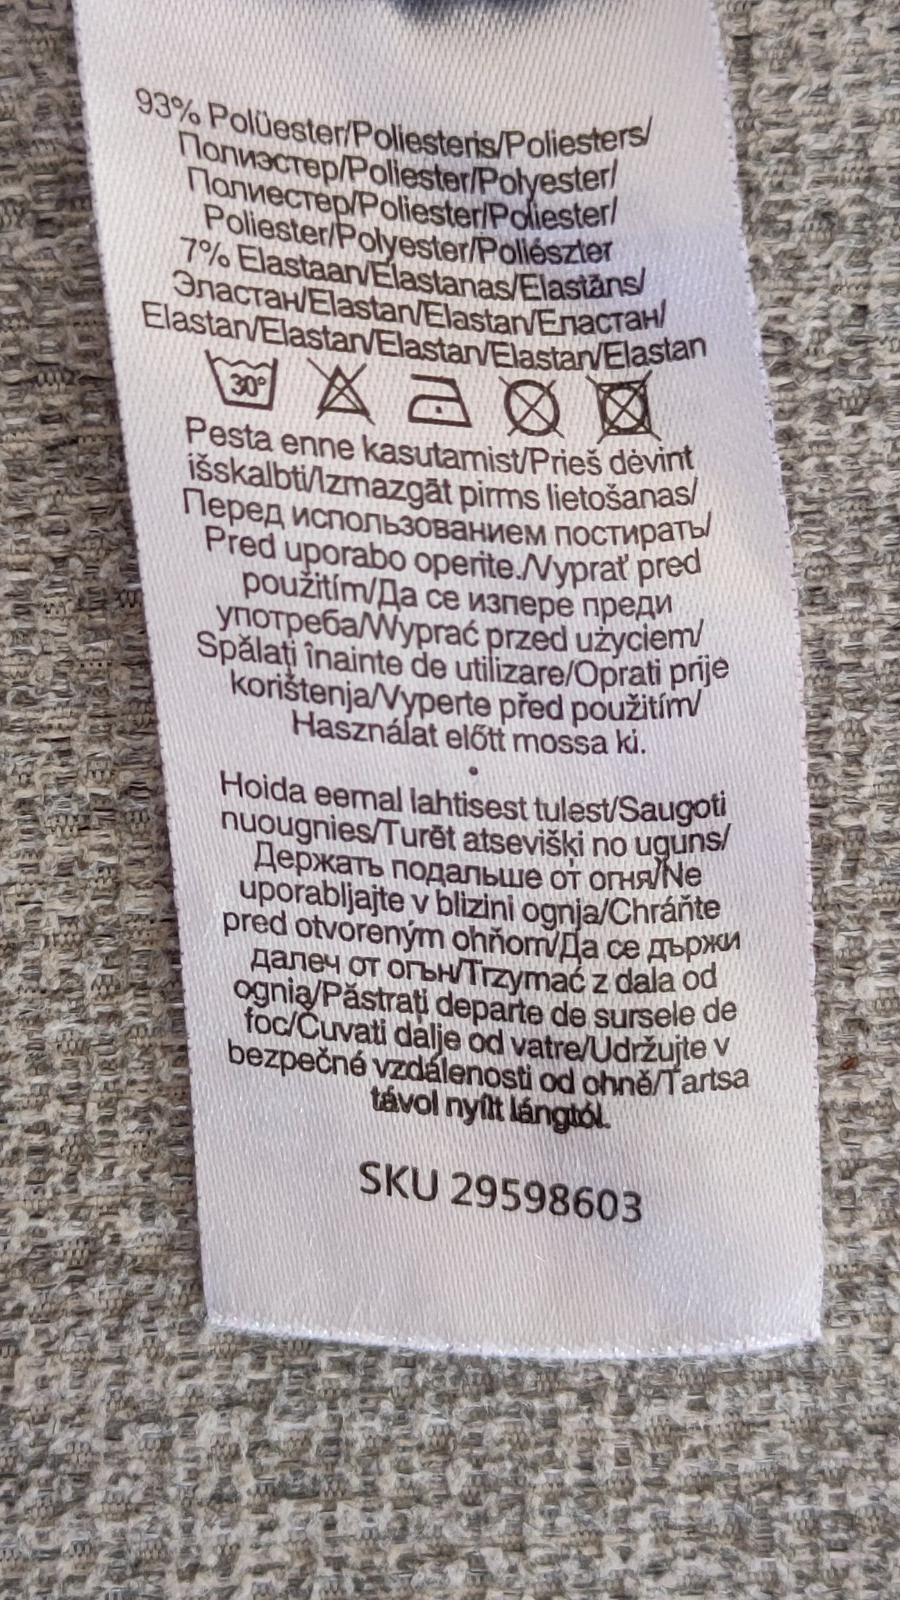 93% Polüester/Poliesteris/Poliesters/
Полиэстер/Poliester/Polyester/
Полиестер/Poliester/Poliester/
Poliester/Polyester/Poliészter
7% Elastaan/Elastanas/Elastāns/
Эластан/Elastan/Elastan/Еластан/
Elastan/Elastan/Elastan/Elastan/Elastan
30°
Pesta enne kasutamist/Prieš dėvint
išskalbti/Izmazgāt pirms lietošanas/
Перед использованием постирать/
Pred uporabo operite./Vyprať pred
použitím/Да се изпере преди
употреба/Wyprać przed użyciem/
Spălați înainte de utilizare/Oprati prije
korištenja/Vyperte před použitím/
Használat előtt mossa ki.
Hoida eemal lahtisest tulest/Saugoti
nuougnies/Turēt atsevišķi no uguns/
Держать подальше от огня/Ne
uporabljajte v blizini ognja/Chráňte
pred otvoreným ohňom/Да се държи
далеч от огън/Trzymać z dala od
ognia/Păstrați departe de sursele de
foc/Čuvati dalje od vatre/Udržujte v
bezpečné vzdálenosti od ohně/Tartsa
távol nyílt lángtól.
SKU 29598603